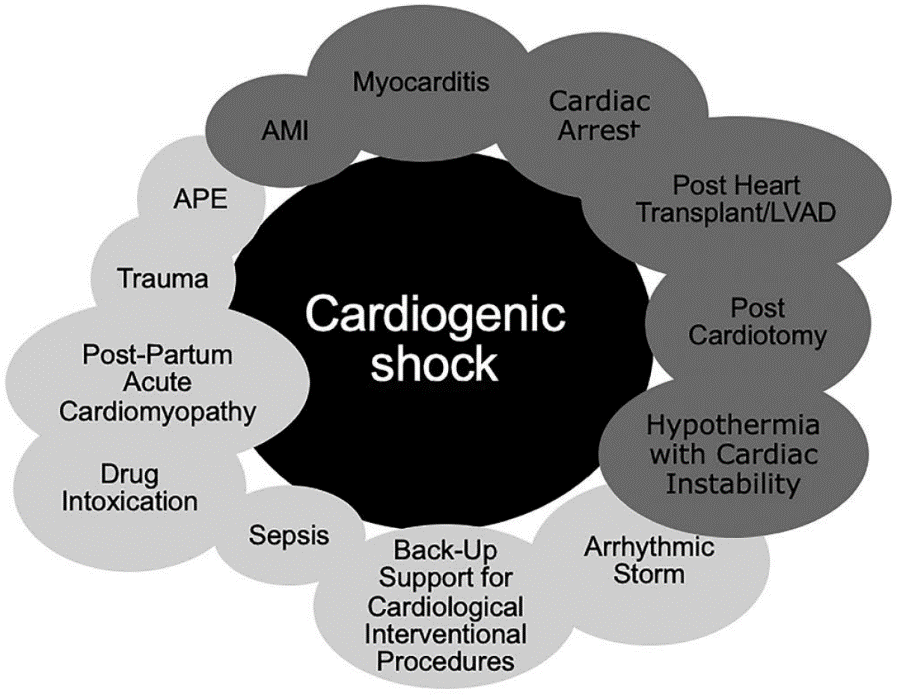 Cardiogenic
shock
Myocarditis
Cardiac
Arrest
Post Heart
Transplant/LVAD
Post
Cardiotomy
Hypothermia
with Cardiac
Instability
Arrhythmic
Storm
Back-Up
Support for
Cardiological
Interventional
Procedures
Sepsis
Drug
Intoxication
Post-Partum
Acute
Cardiomyopathy
Trauma
APE
AMI